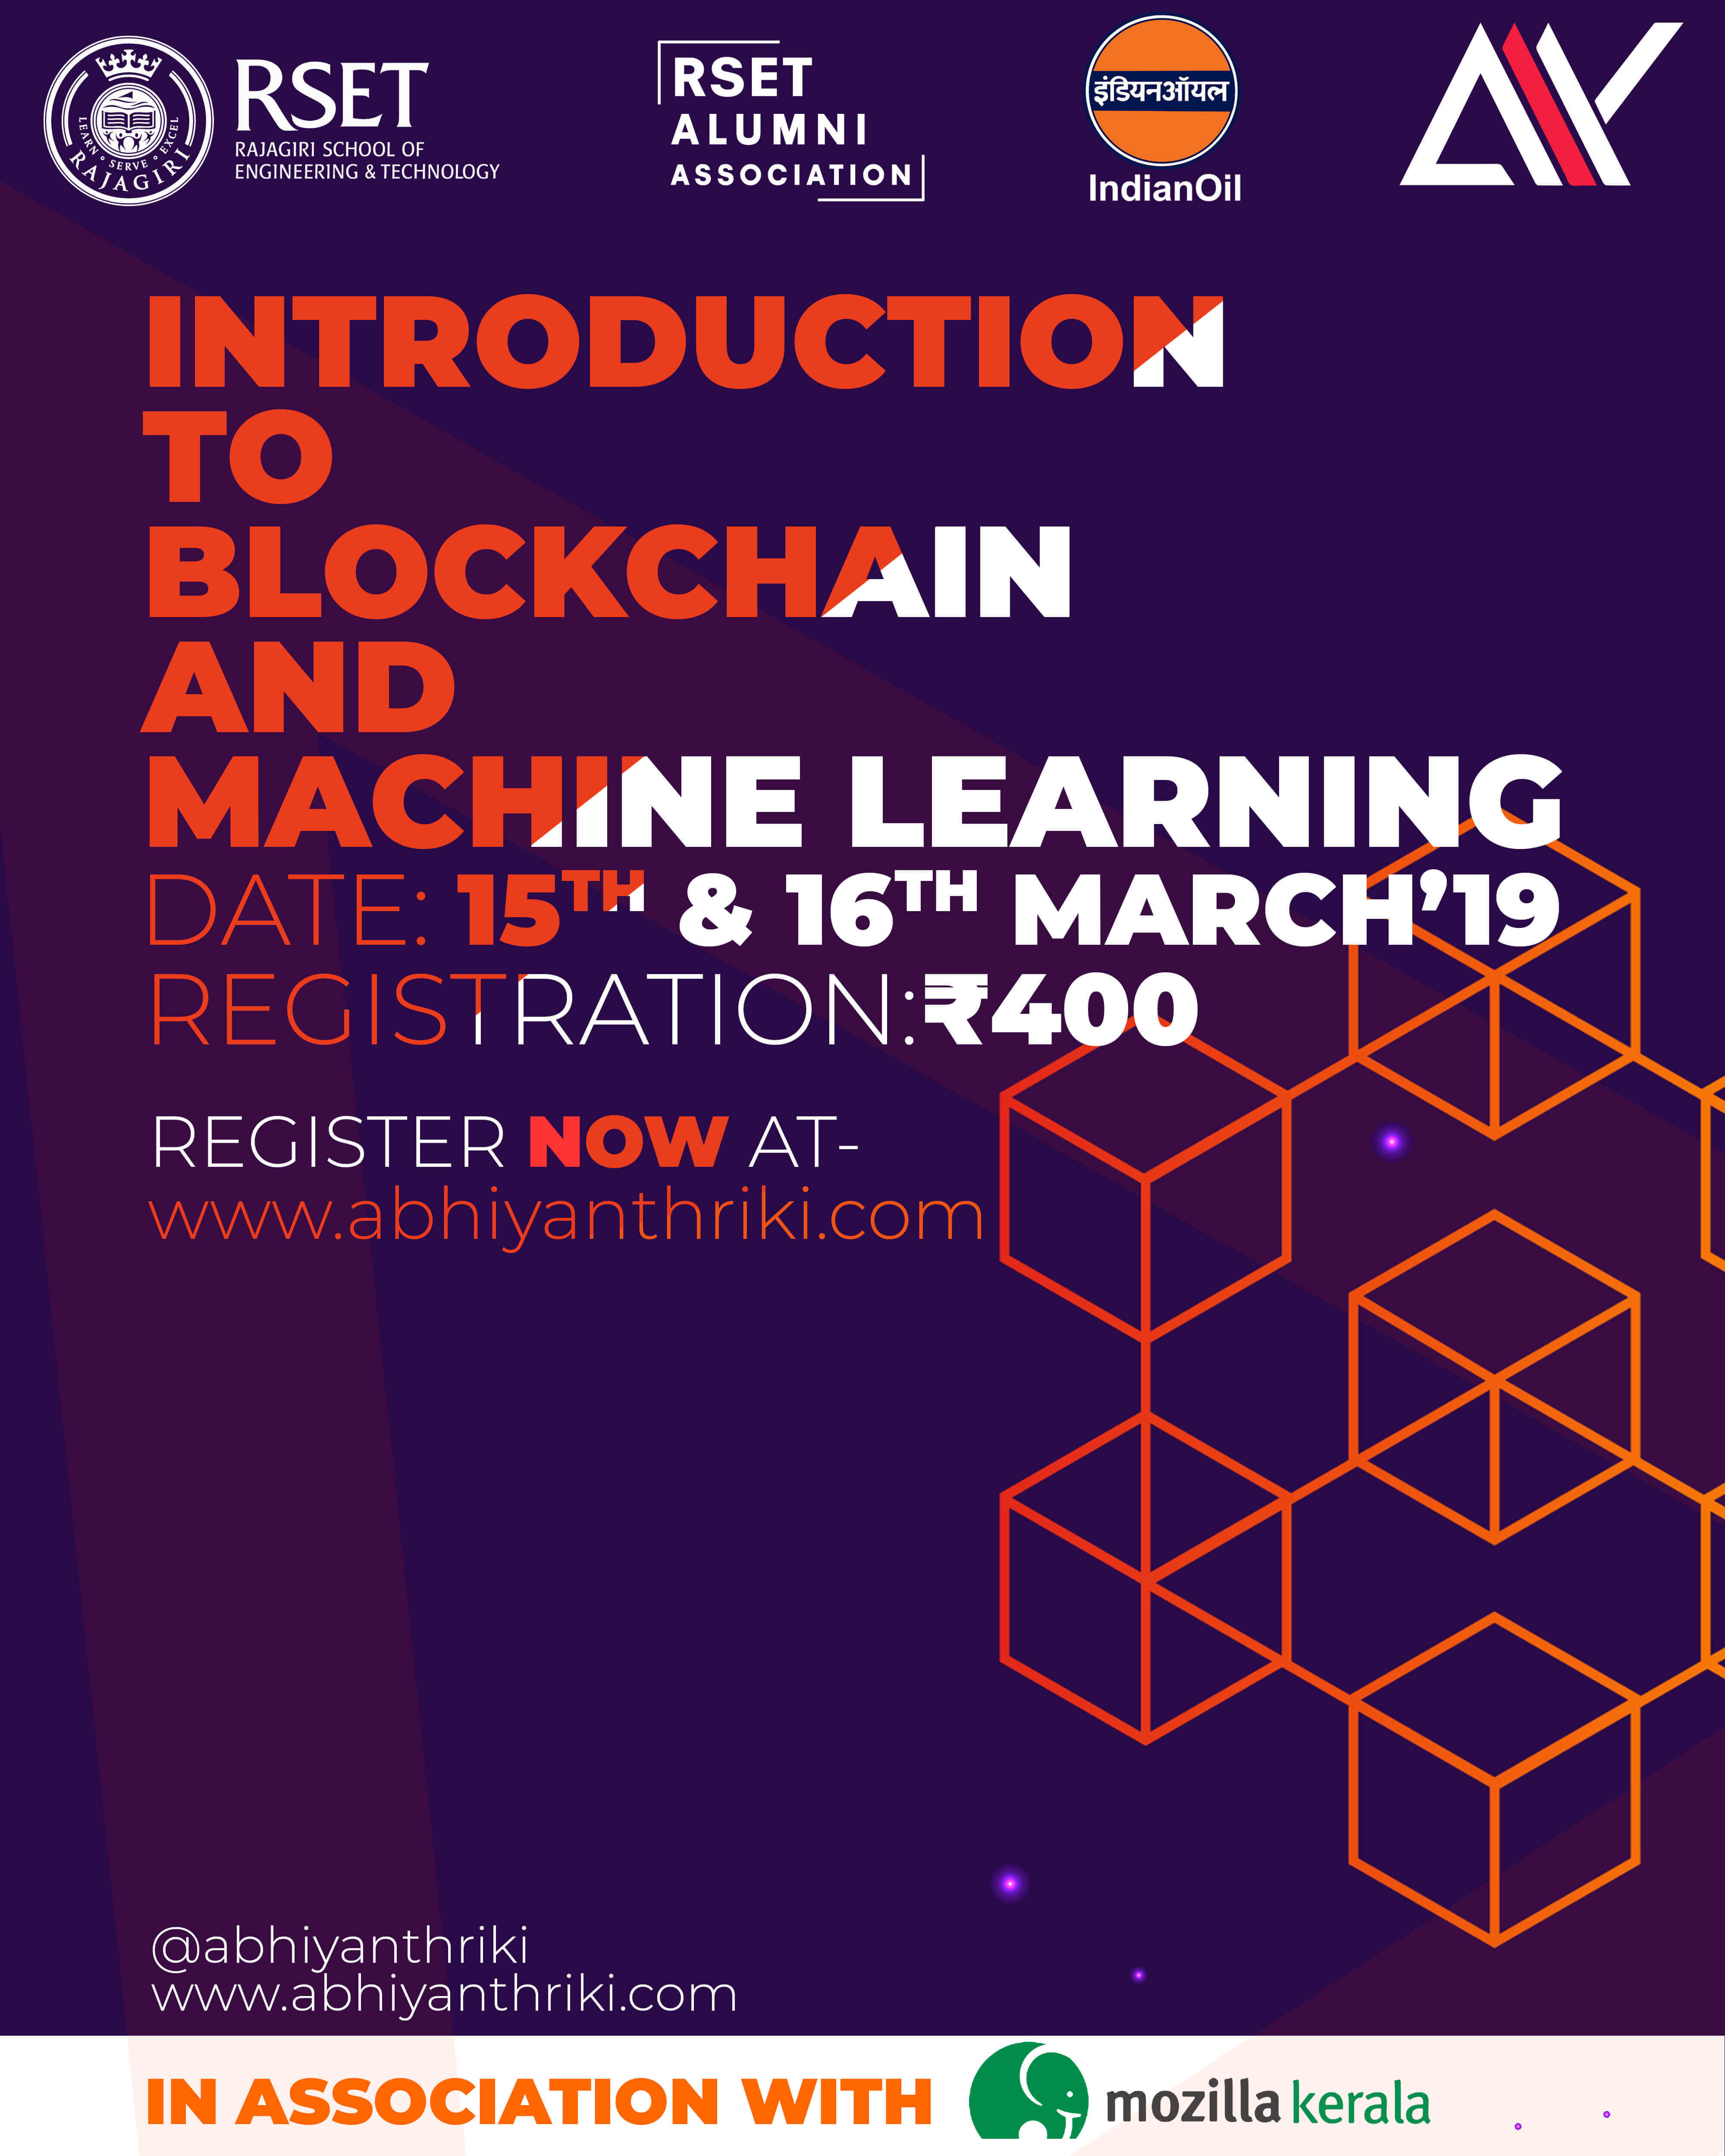 RSET
RAJAGIRI SCHOOL OF
ENGINEERING & TECHNOLOGY
LEARN • SERVE • EXCEL
RAJAGIRI
RSET
ALUMNI
ASSOCIATION
इंडियनऑयल
IndianOil
INTRODUCTION
TO
BLOCKCHAIN
AND
MACHINE LEARNING
DATE: 15TH & 16TH MARCH’19
REGISTRATION:₹400
REGISTER NOW AT-
www.abhiyanthriki.com
@abhiyanthriki
www.abhiyanthriki.com
IN ASSOCIATION WITH mozilla kerala